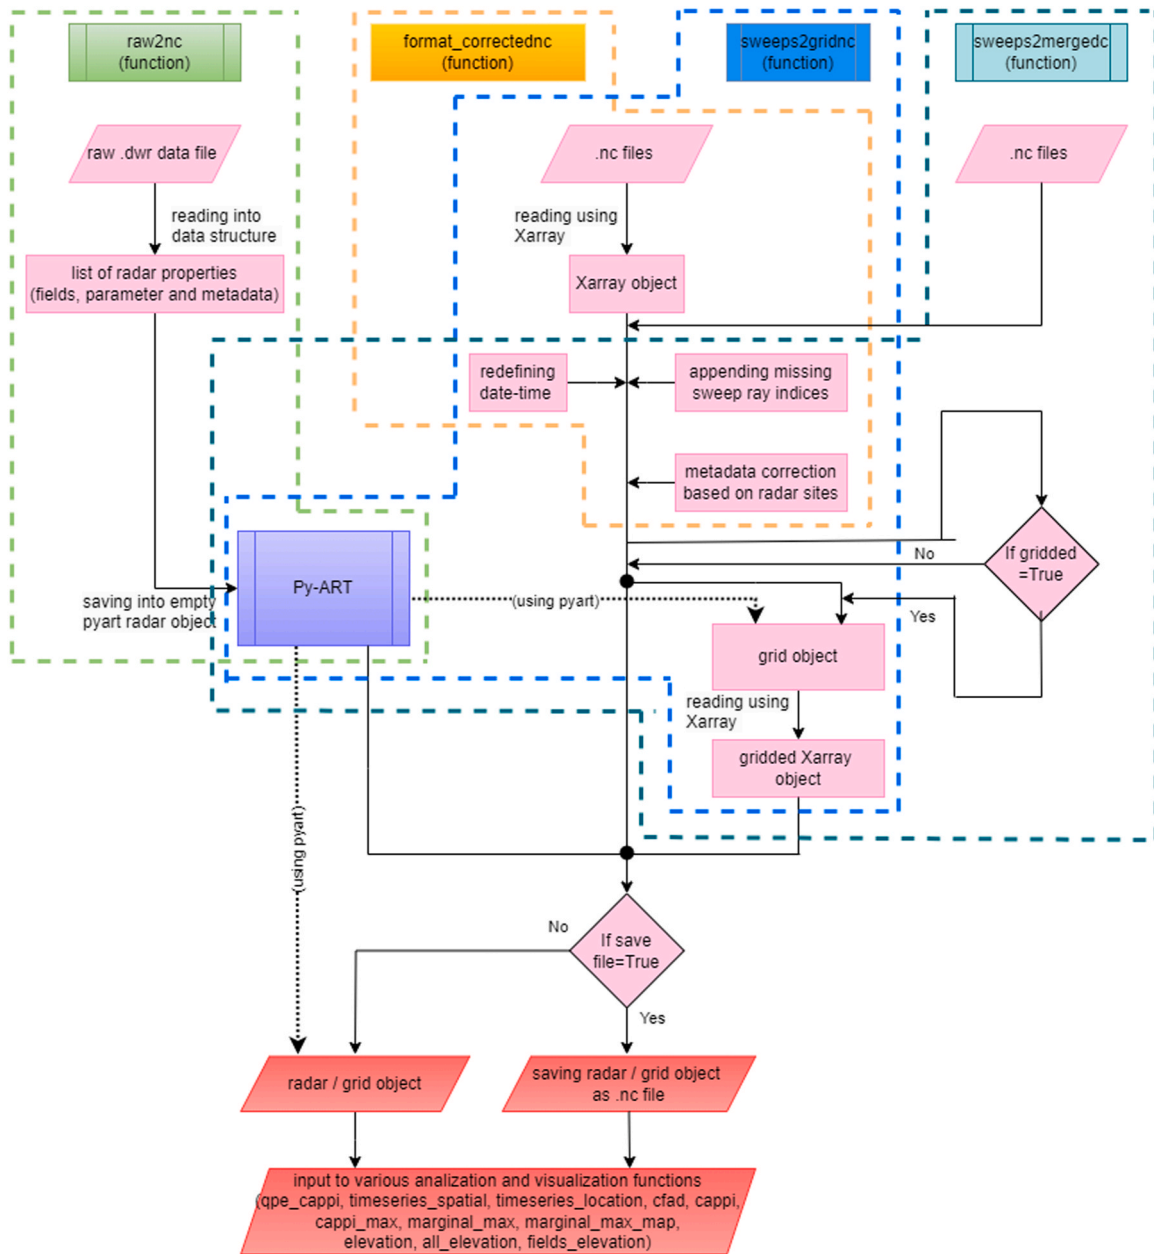 raw2nc
(function)
format_correctednc
(function)
sweeps2gridnc
(function)
sweeps2mergedc
(function)
raw .dwr data file
.nc files
.nc files
reading into
data structure
reading using
Xarray
list of radar properties
(fields, parameter and metadata)
Xarray object
redefining
date-time
appending missing
sweep ray indices
metadata correction
based on radar sites
No
If gridded
=True
Py-ART
saving into empty
pyart radar object
(using pyart)
Yes
grid object
reading using
Xarray
gridded Xarray
object
(using pyart)
No
If save
file=True
Yes
radar / grid object
saving radar / grid object
as .nc file
input to various analization and visualization functions
(qpe_cappi, timeseries_spatial, timeseries_location, cfad, cappi,
cappi_max, marginal_max, marginal_max_map,
elevation, all_elevation, fields_elevation)